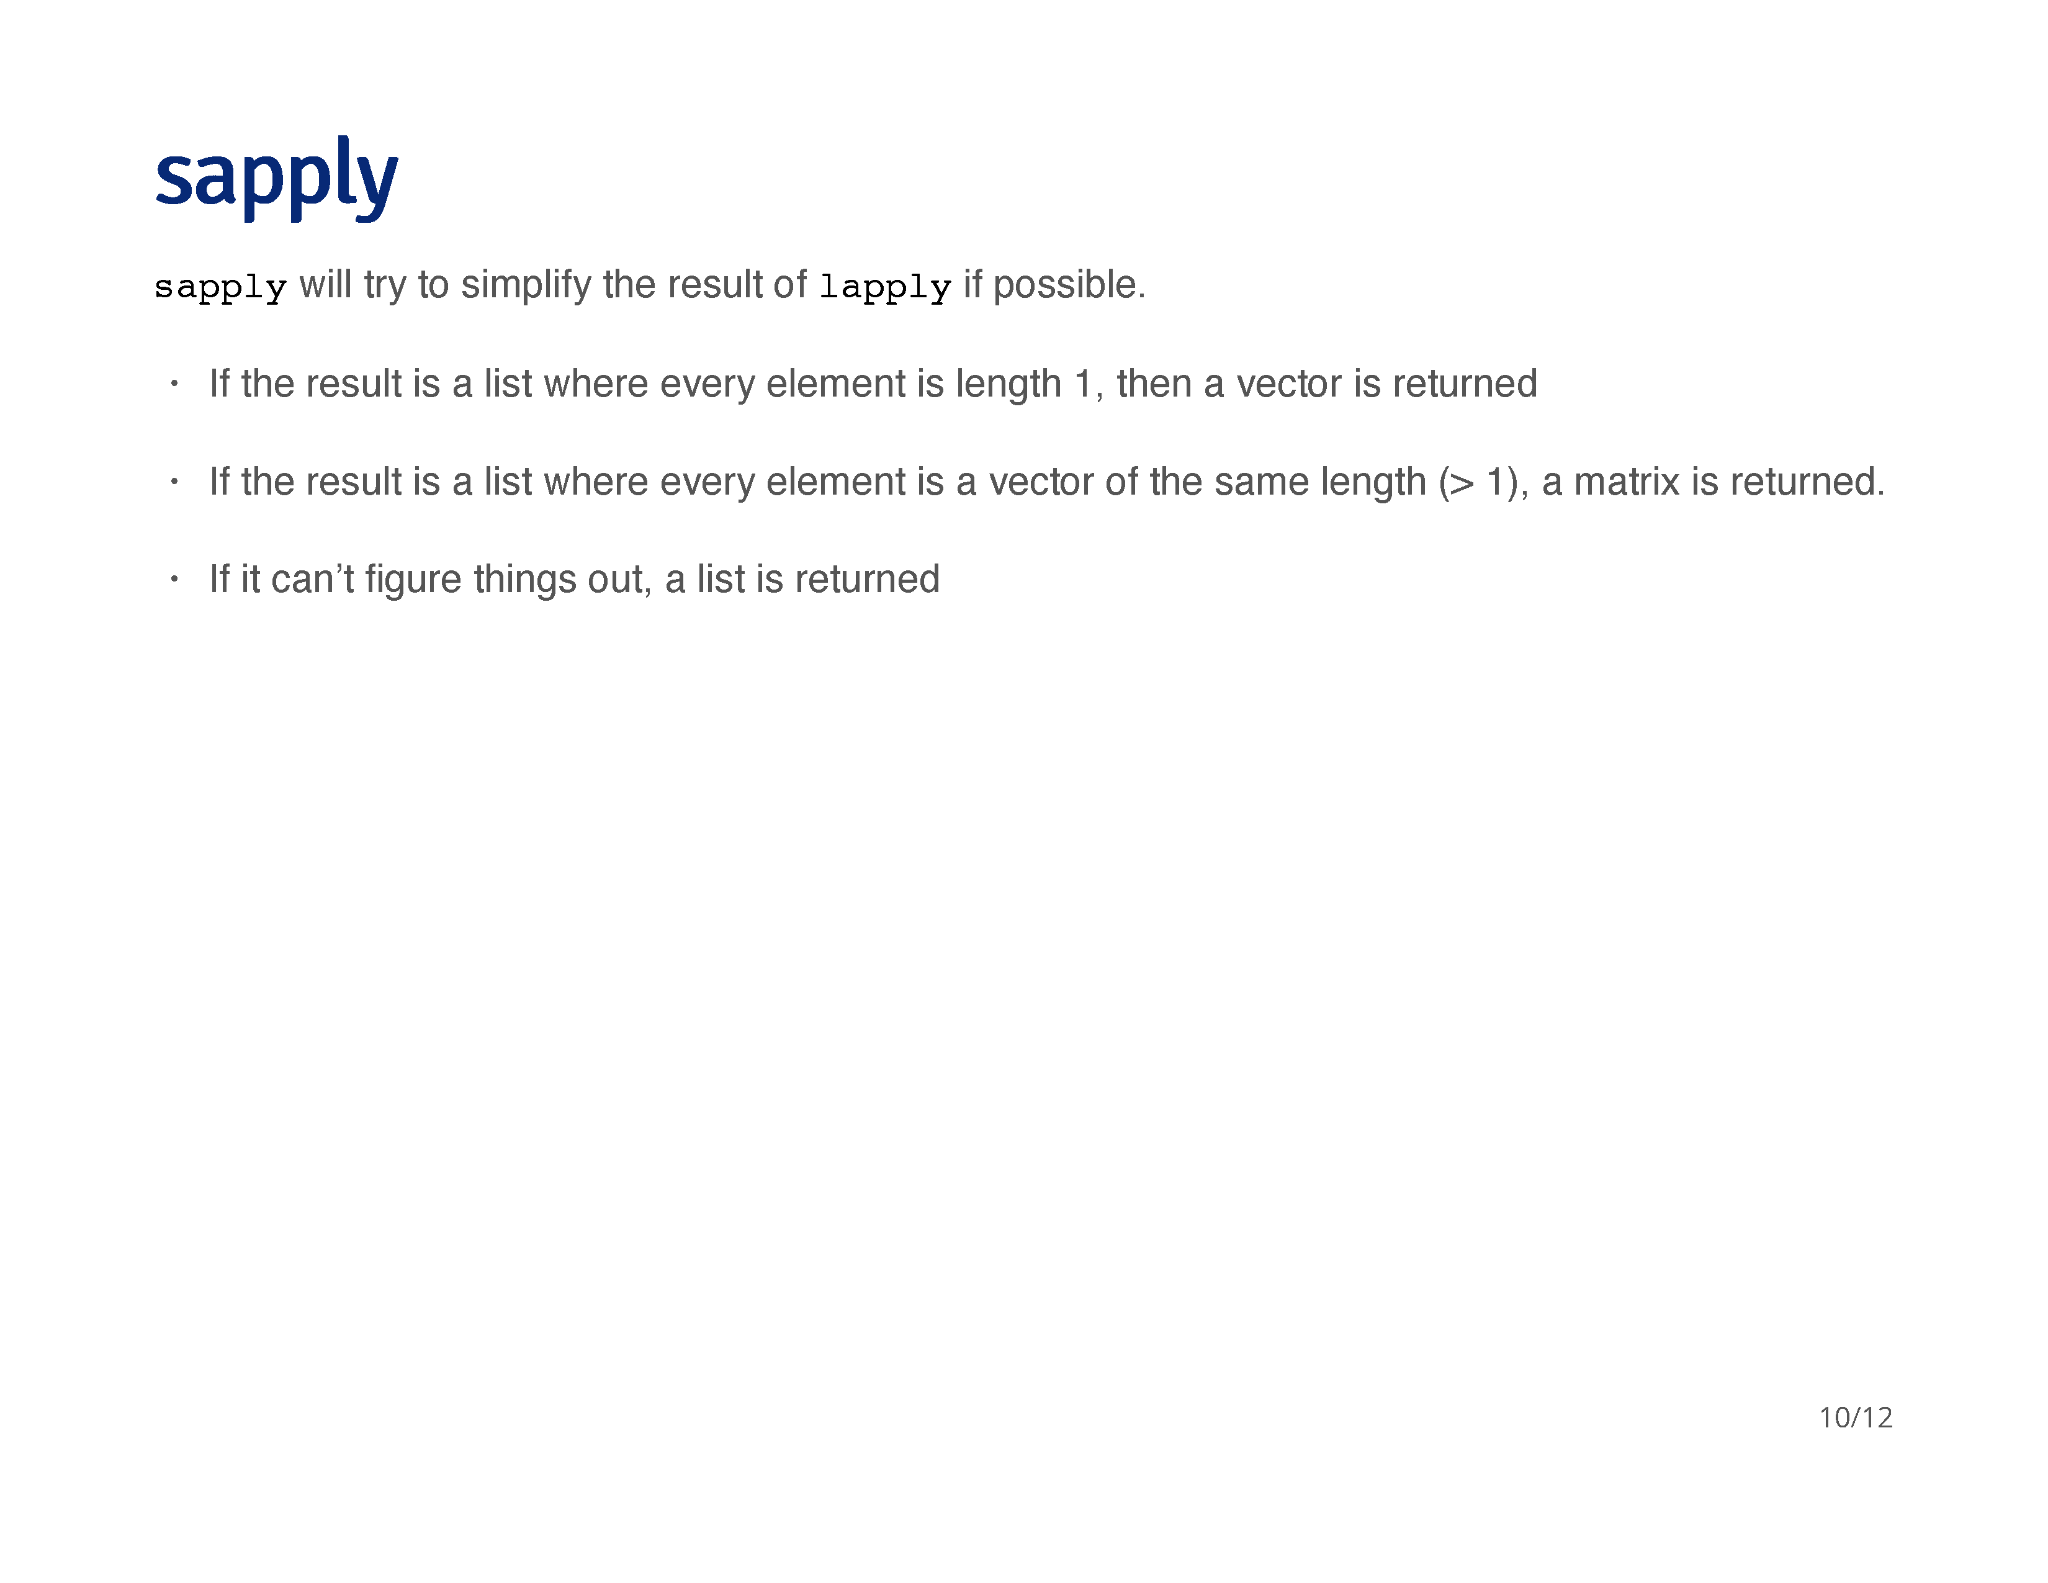 sapply
sapply will try to simplify the result of lapply if possible.
· If the result is a list where every element is length 1, then a vector is returned
· If the result is a list where every element is a vector of the same length (> 1), a matrix is returned.
· If it can’t figure things out, a list is returned
10/12